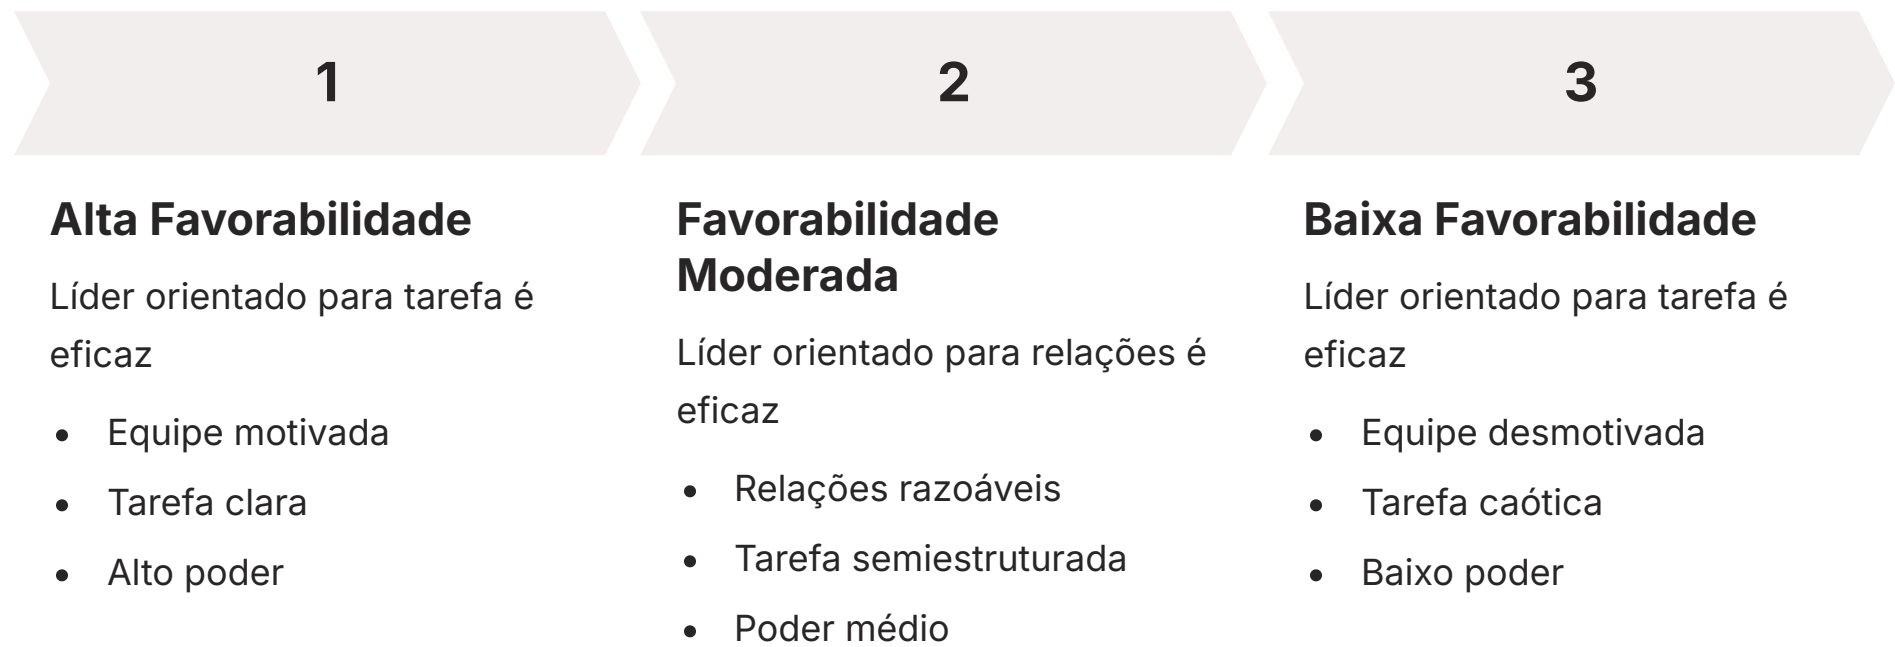 1
Alta Favorabilidade
Líder orientado para tarefa é
eficaz
• Equipe motivada
• Tarefa clara
• Alto poder
2
Favorabilidade
Moderada
Líder orientado para relações é
eficaz
• Relações razoáveis
• Tarefa semiestruturada
• Poder médio
3
Baixa Favorabilidade
Líder orientado para tarefa é
eficaz
• Equipe desmotivada
• Tarefa caótica
• Baixo poder